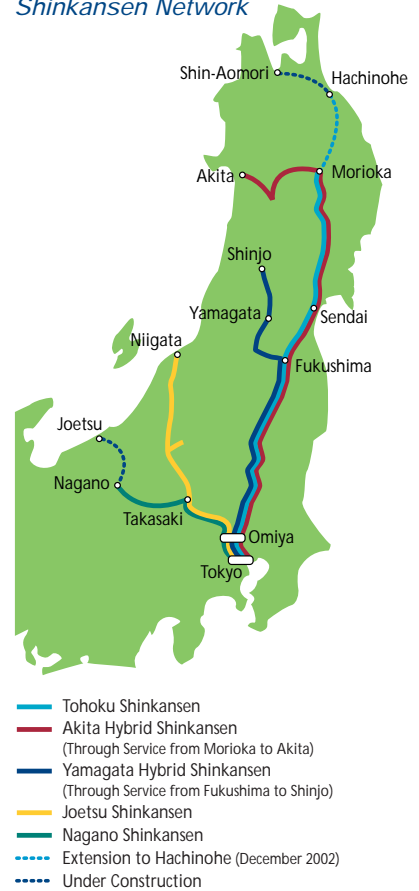 Shinkansen Network
Shin-Aomori
Hachinohe
Akita
Morioka
Shinjo
Yamagata
Sendai
Niigata
Fukushima
Joetsu
Nagano
Takasaki
Omiya
Tokyo
Tohoku Shinkansen
Akita Hybrid Shinkansen
(Through Service from Morioka to Akita)
Yamagata Hybrid Shinkansen
(Through Service from Fukushima to Shinjo)
Joetsu Shinkansen
Nagano Shinkansen
Extension to Hachinohe (December 2002)
Under Construction